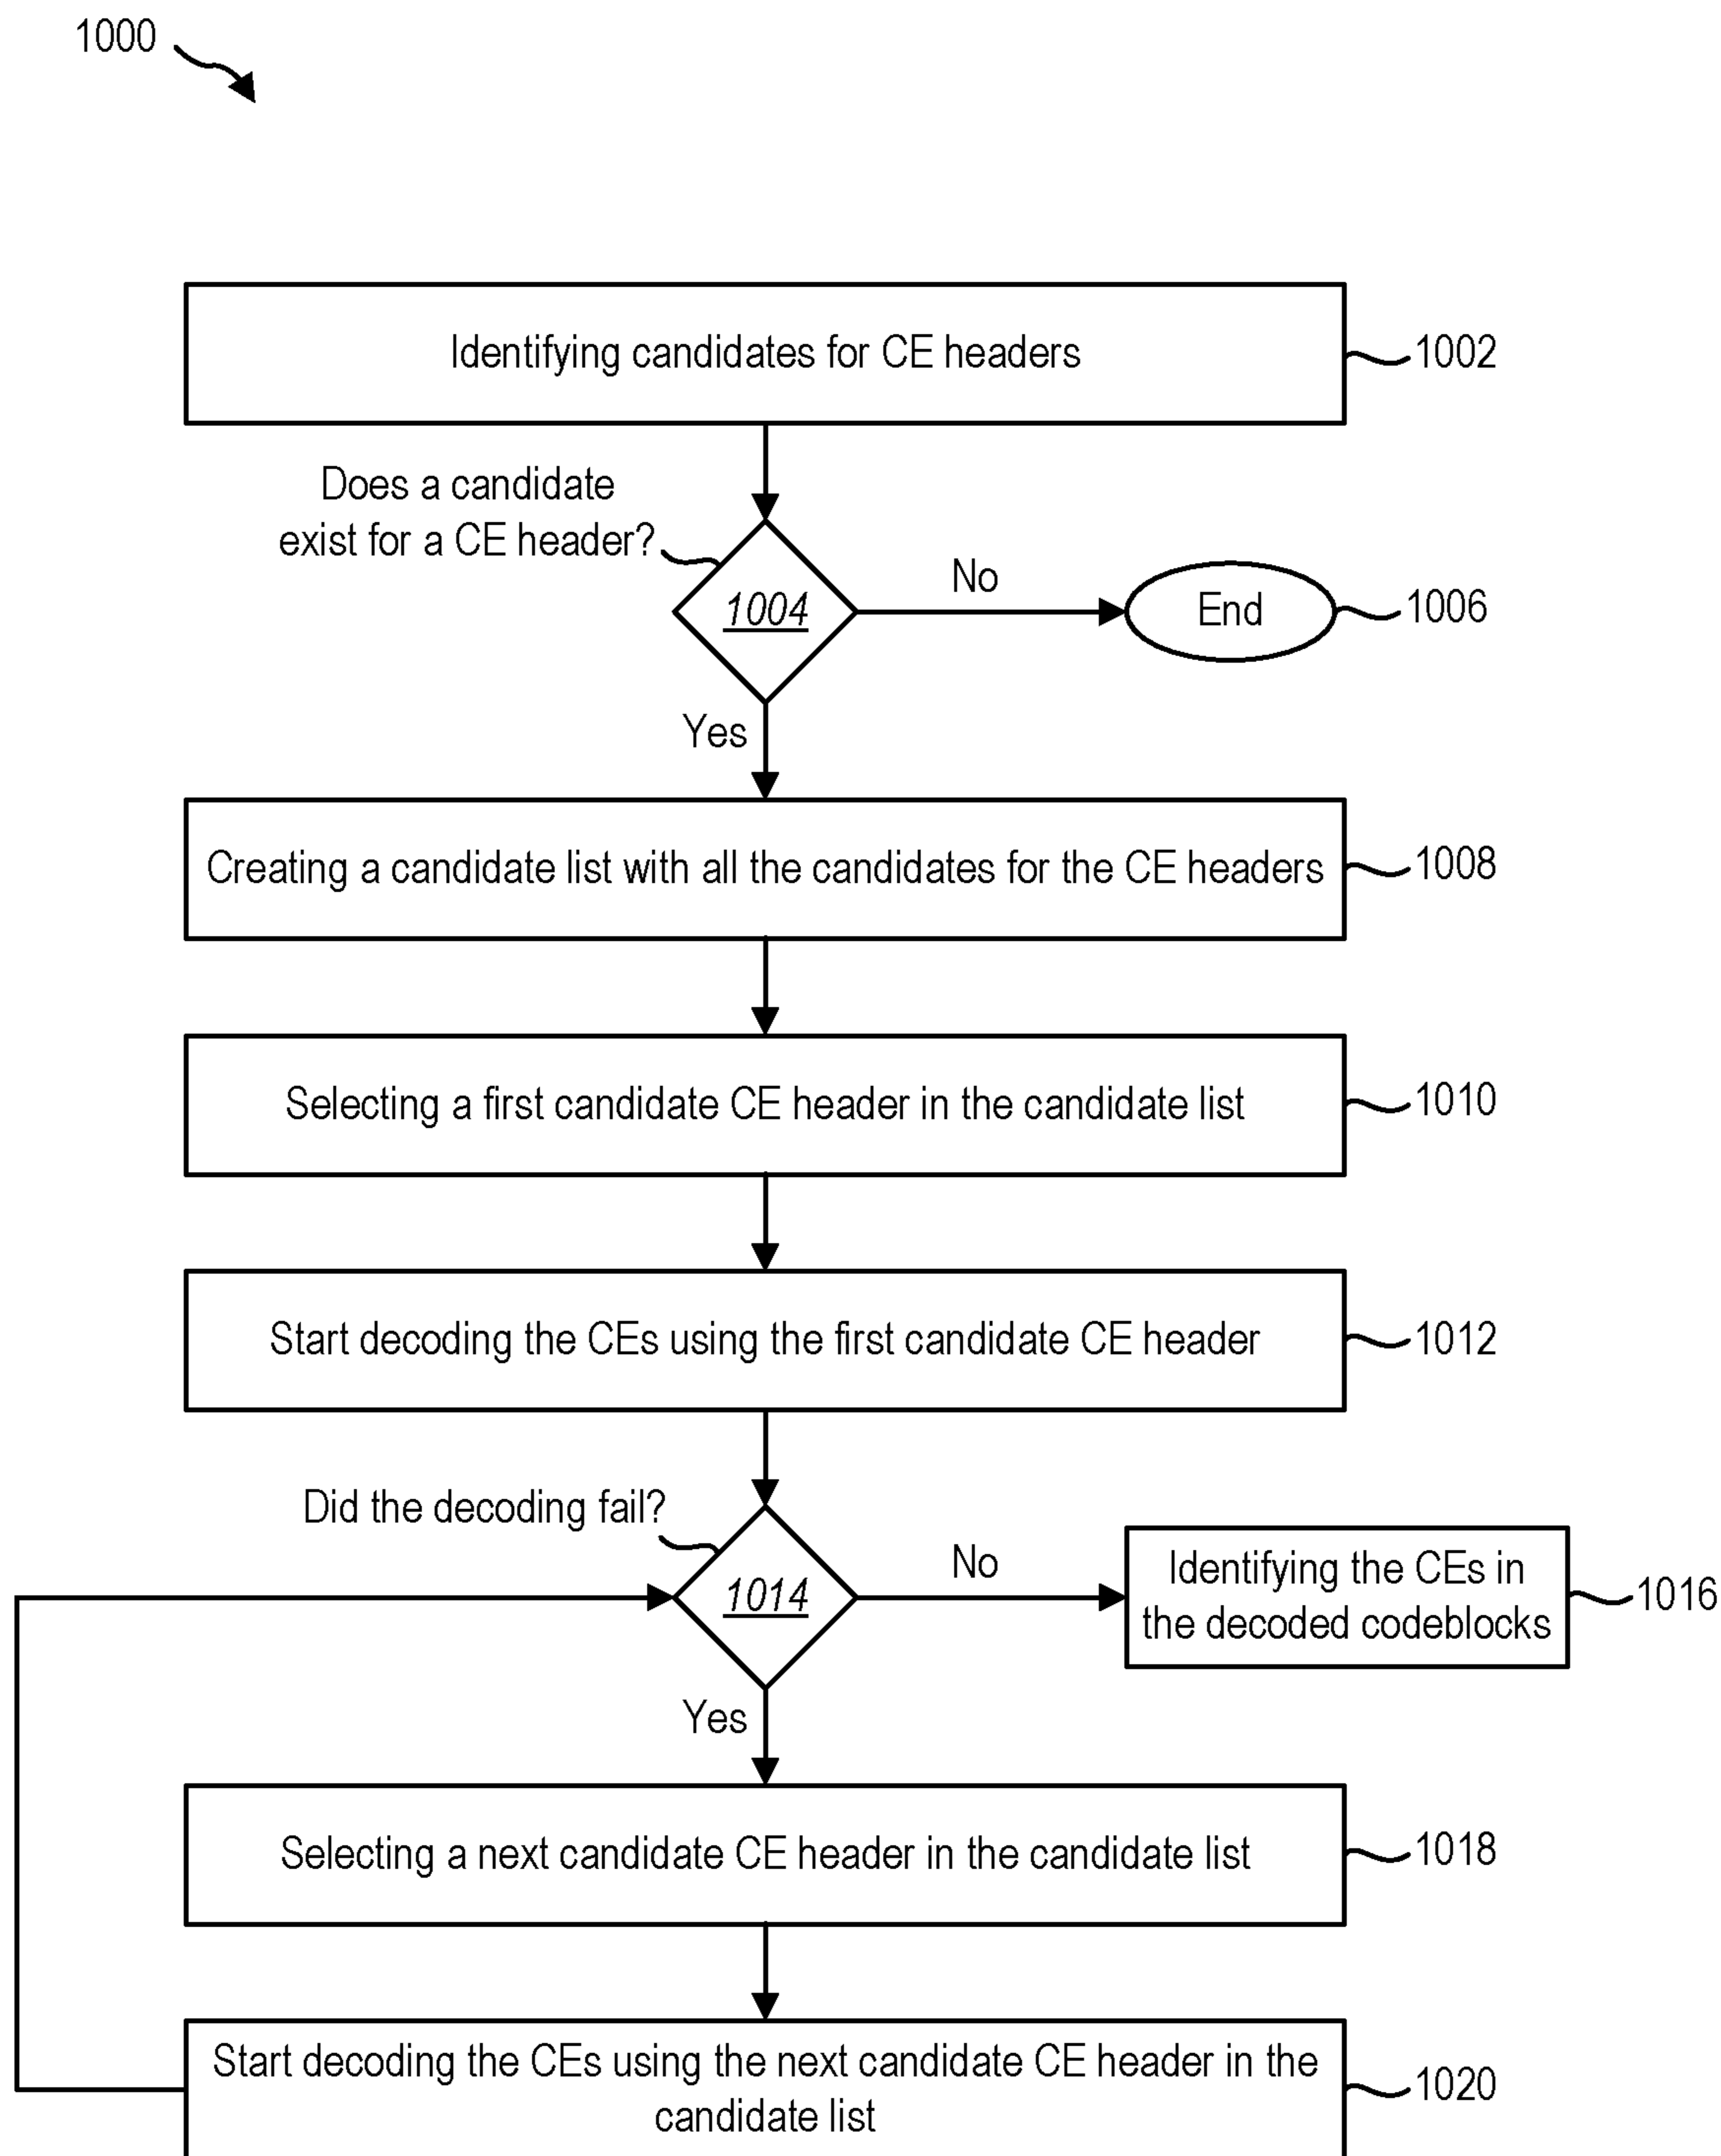 1000
Identifying candidates for CE headers
1002
Does a candidate
exist for a CE header?
1004
No
End
1006
Yes
Creating a candidate list with all the candidates for the CE headers
1008
Selecting a first candidate CE header in the candidate list
1010
Start decoding the CEs using the first candidate CE header
1012
Did the decoding fail?
1014
No
Identifying the CEs in
the decoded codeblocks
1016
Yes
Selecting a next candidate CE header in the candidate list
1018
Start decoding the CEs using the next candidate CE header in the
candidate list
1020